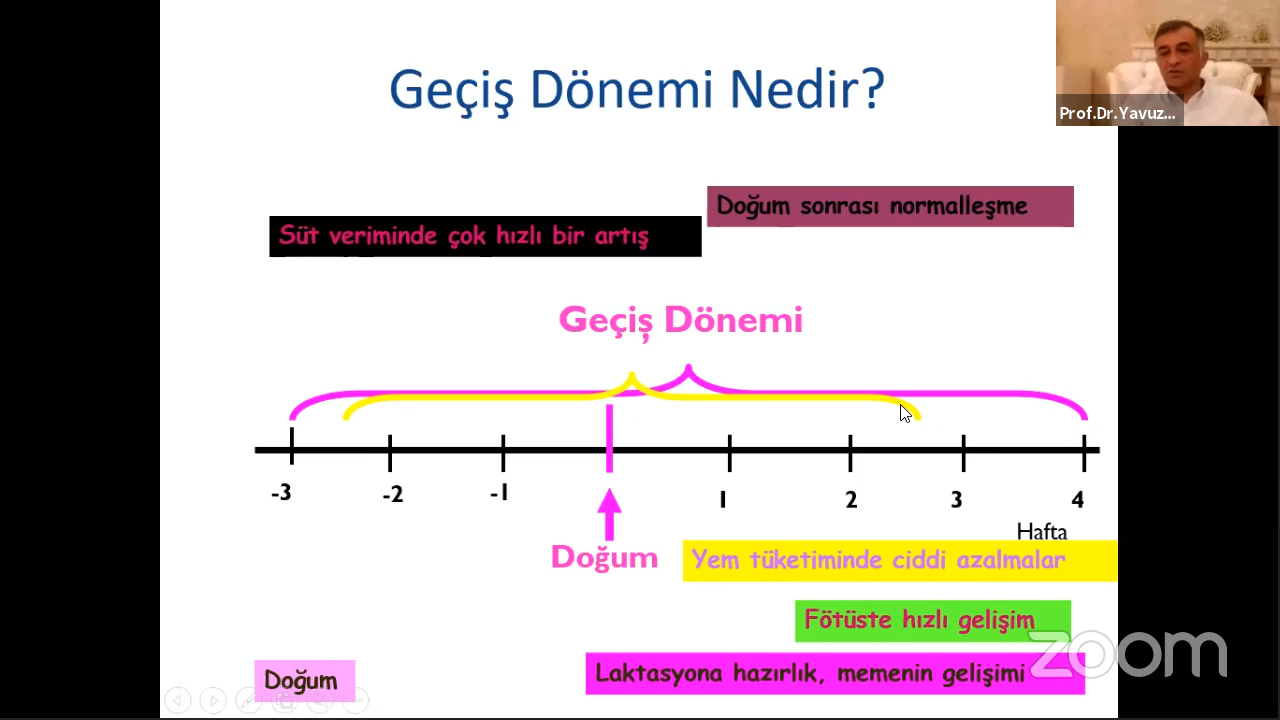 Geçiş Dönemi Nedir?
Prof.Dr.Yavuz...
Doğum sonrası normalleşme
Süt veriminde çok hızlı bir artış
Geçiş Dönemi
-3 -2 -1 1 2 3 4
Hafta
Doğum
Yem tüketiminde ciddi azalmalar
Fötüste hızlı gelişim
Laktasyona hazırlık, memenin gelişimi
Doğum
zoom